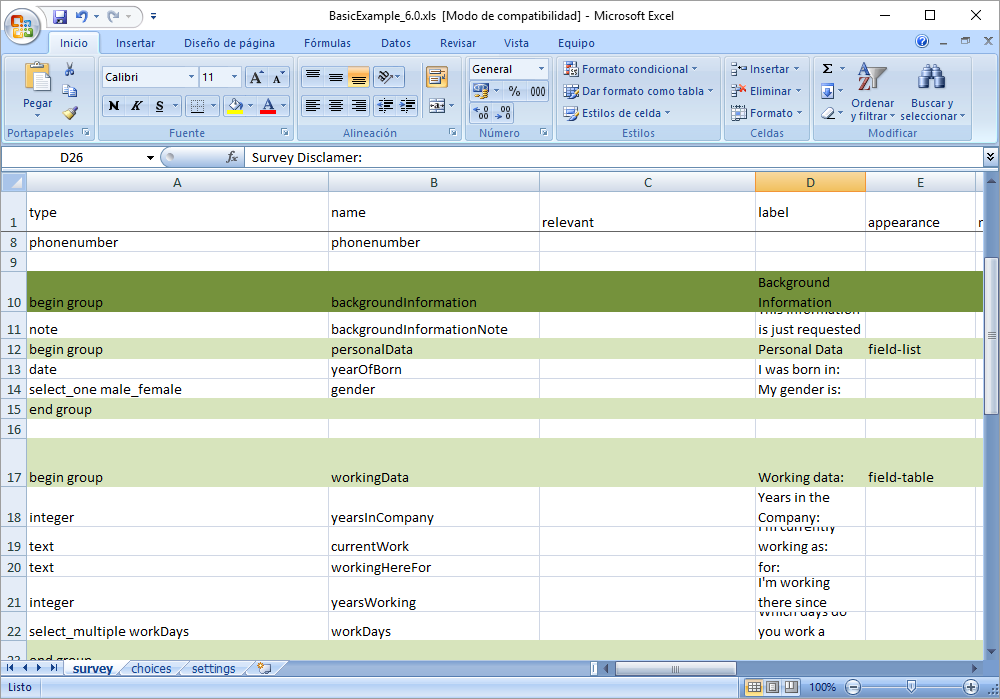 BasicExample_6.0.xls [Modo de compatibilidad] - Microsoft Excel
Inicio Insertar Diseño de página Fórmulas Datos Revisar Vista Equipo
Pegar
Portapapeles
Calibri 11
N K S
Fuente
Alineación
General
% 000
Número
Formato condicional
Dar formato como tabla
Estilos de celda
Estilos
Insertar
Eliminar
Formato
Celdas
Σ
Ordenar y filtrar
Buscar y seleccionar
Modificar
D26 fx Survey Disclamer:
A B C D E
1 type name relevant label appearance
8 phonenumber phonenumber
9
10 begin group backgroundInformation Background Information
11 note backgroundInformationNote This information is just requested
12 begin group personalData Personal Data field-list
13 date yearOfBorn I was born in:
14 select_one male_female gender My gender is:
15 end group
16
17 begin group workingData Working data: field-table
18 integer yearsInCompany Years in the Company:
19 text currentWork I'm currently working as:
20 text workingHereFor for:
21 integer yearsWorking I'm working there since
22 select_multiple workDays workDays Which days do you work a
23 end group
survey choices settings
Listo 100%